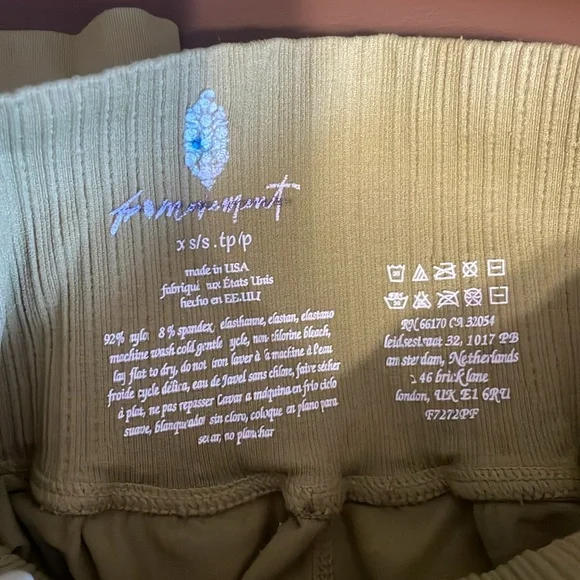 fp movement
xs/s . tp/p
made in USA
fabriqué aux États Unis
hecho en EE.UU
92% nylon 8% spandex, elasthanne, elastan, elastano
machine wash cold gentle cycle, non-chlorine bleach,
lay flat to dry, do not iron laver à la machine à l'eau
froide cycle délica, eau de Javel sans chlore, faire sécher
à plat, ne pas repasser Lavar a máquina en frío ciclo
suave, blanqueador sin cloro, coloque en plano para
secar, no planchar
30
30
RN 66170 CA 32054
leidsestraat 32, 1017 PB
amsterdam, Netherlands
146 brick lane
london, UK E1 6RU
F7272PF